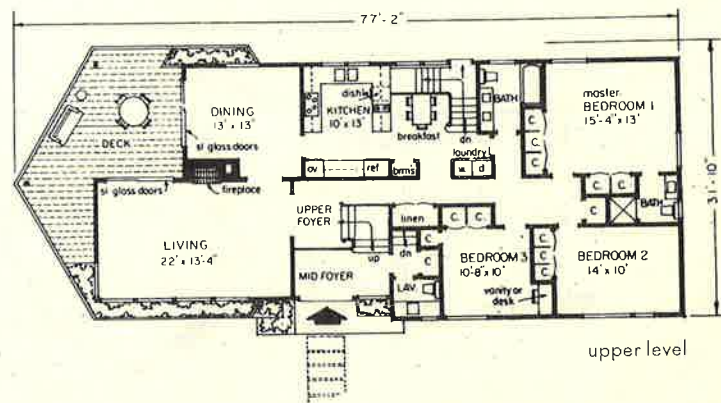 77'-2"
DECK
sl glass doors
DINING
13' x 13'
sl glass doors
fireplace
LIVING
22' x 13'-4"
dishw
KITCHEN
10' x 13'
breakfast
ov
ref
brms
dn
laundry
w
d
BATH
master
BEDROOM 1
15'-4" x 13'
C.
C.
C.
C.
C.
C.
BATH
31'-10"
UPPER
FOYER
linen
C.
C.
up
dn
C
C
MID FOYER
LAV.
BEDROOM 3
10'-8" x 10'
C.
C.
C.
vanity or
desk
BEDROOM 2
14' x 10'
upper level